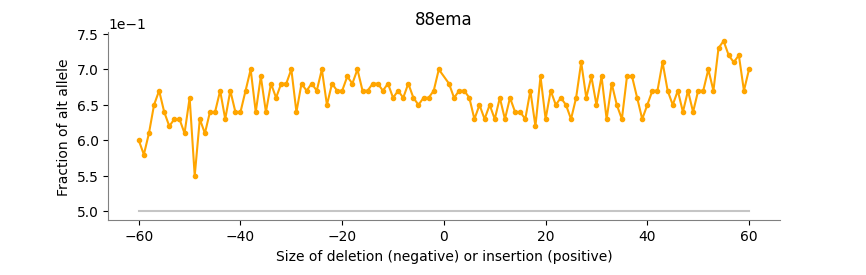 88ema
1e−1
7.5
7.0
6.5
6.0
5.5
5.0
Fraction of alt allele
−60 −40 −20 0 20 40 60
Size of deletion (negative) or insertion (positive)